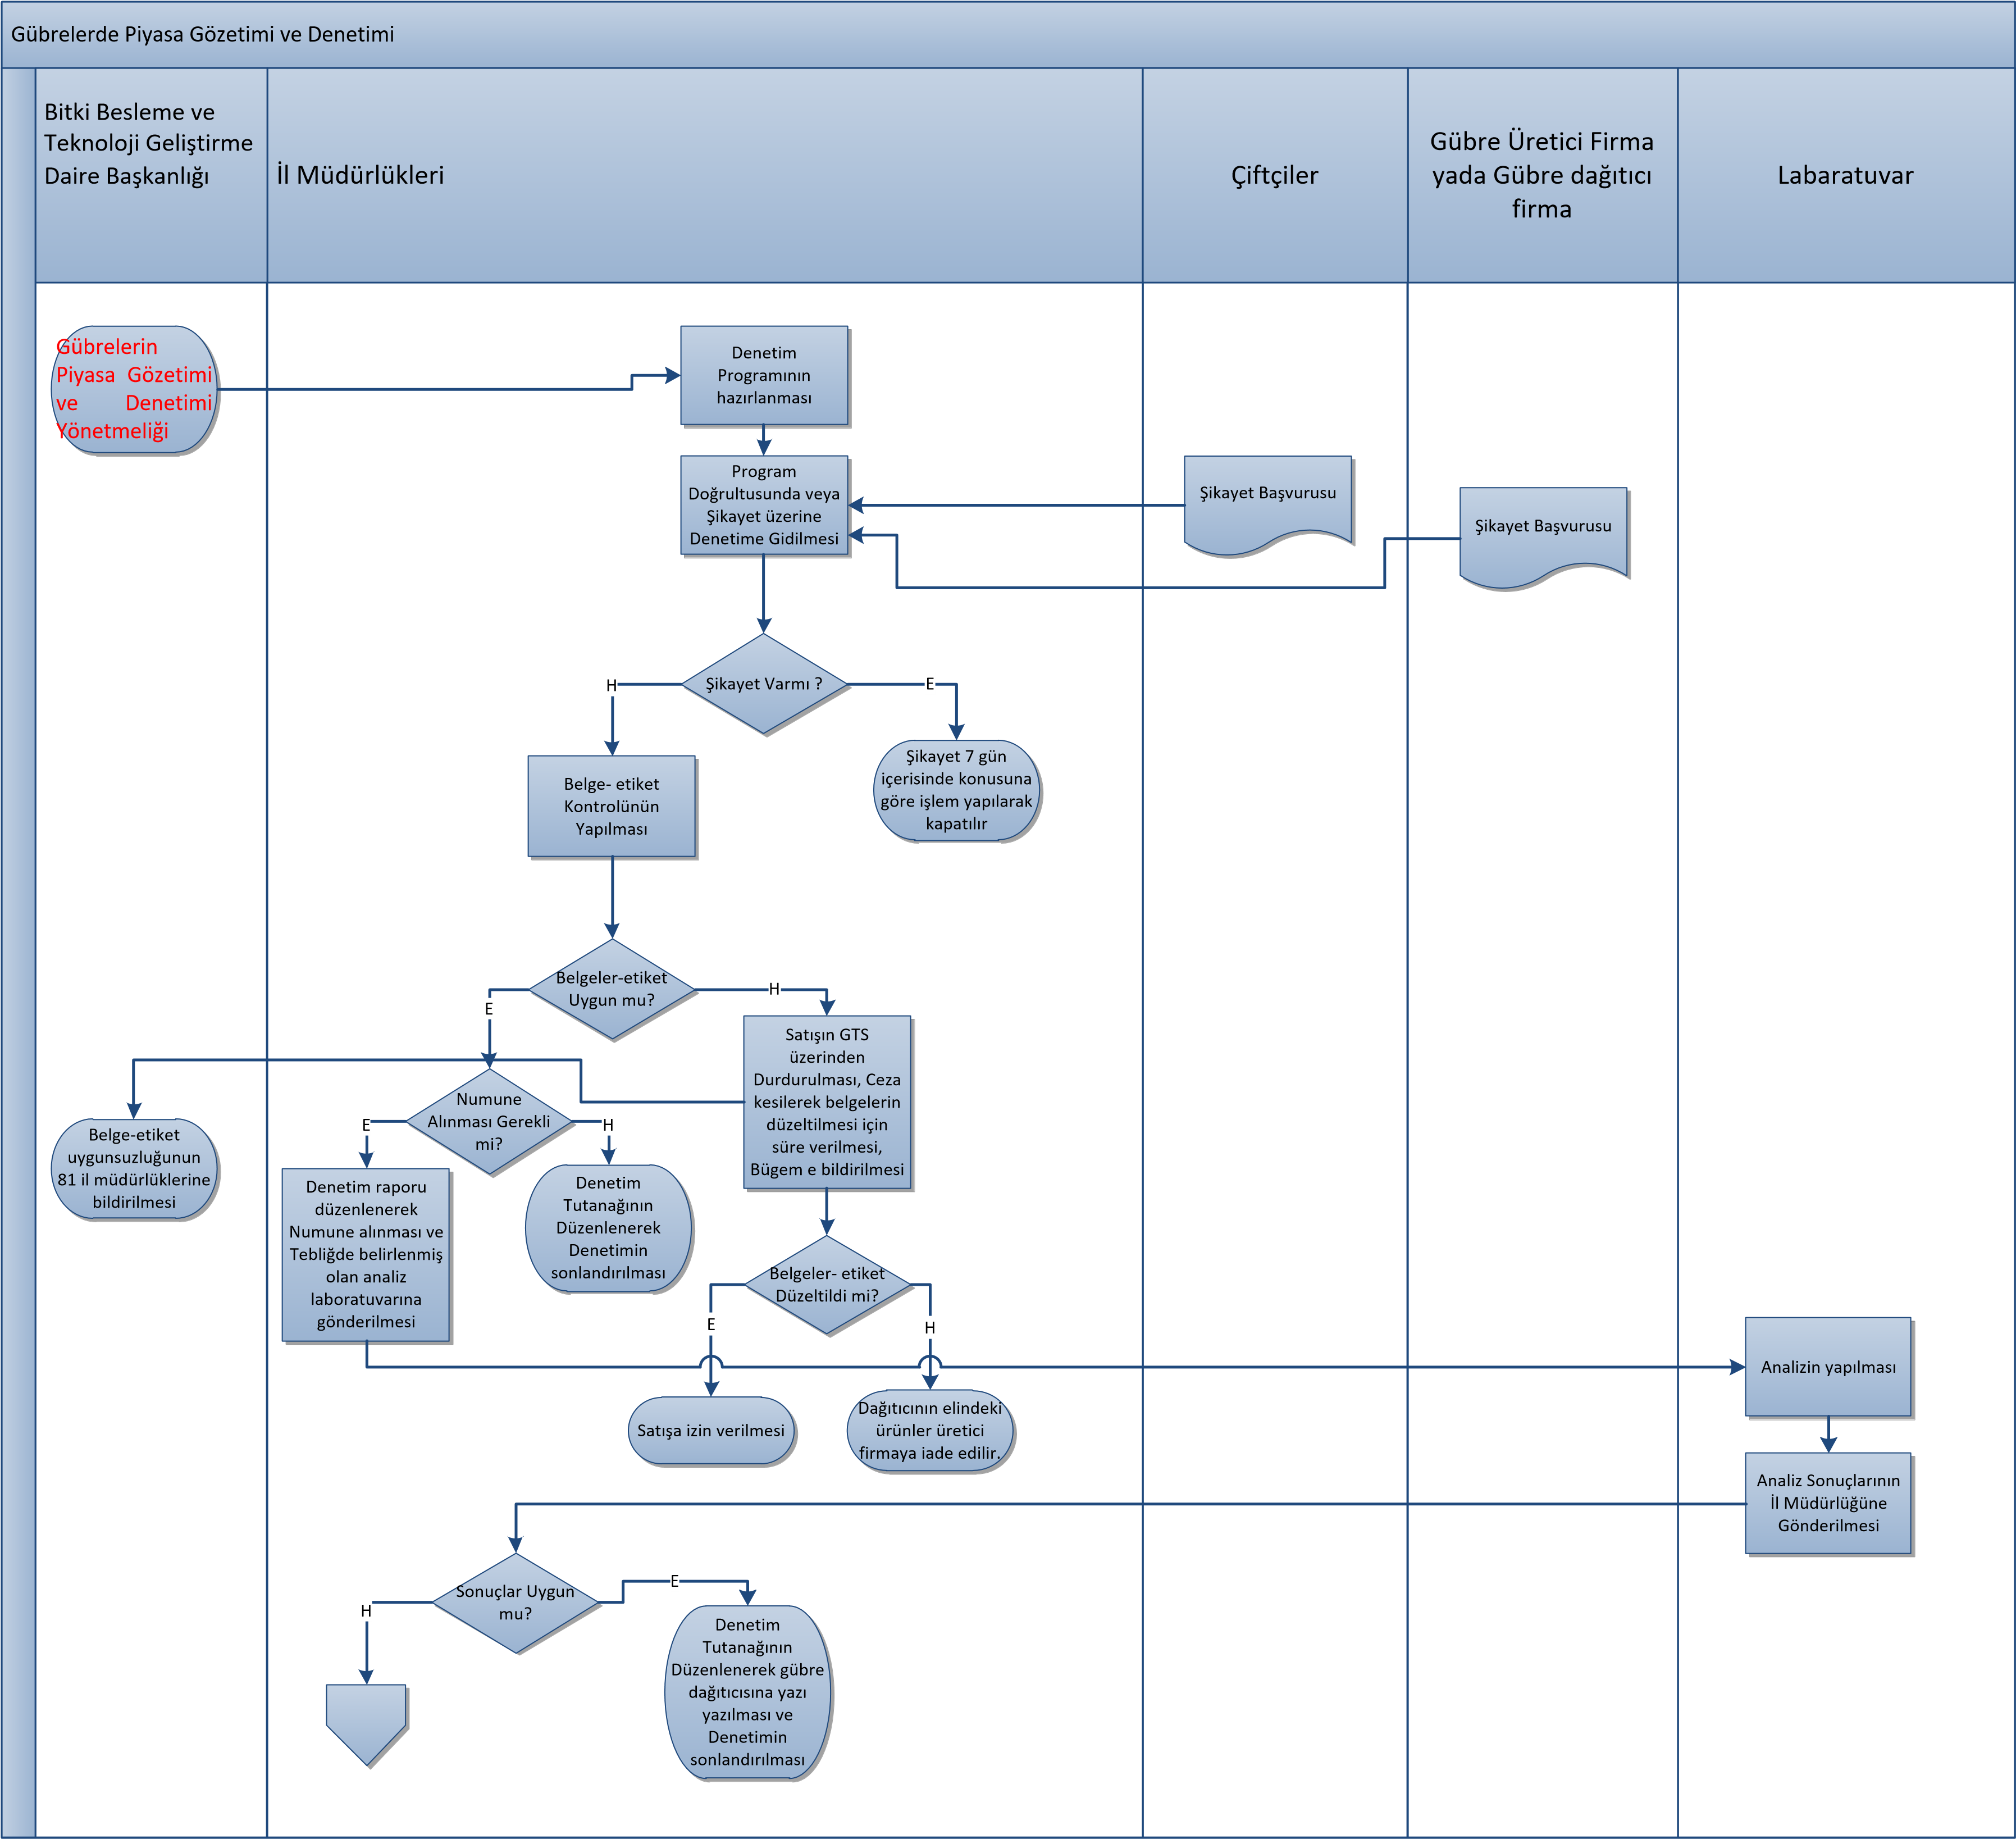 Gübrelerde Piyasa Gözetimi ve Denetimi
Bitki Besleme ve
Teknoloji Geliştirme
Daire Başkanlığı
İl Müdürlükleri
Çiftçiler
Gübre Üretici Firma
yada Gübre dağıtıcı
firma
Labaratuvar
Gübrelerin
Piyasa Gözetimi
ve Denetimi
Yönetmeliği
Denetim
Programının
hazırlanması
Program
Doğrultusunda veya
Şikayet üzerine
Denetime Gidilmesi
Şikayet Başvurusu
Şikayet Başvurusu
Şikayet Varmı ?
H
E
Şikayet 7 gün
içerisinde konusuna
göre işlem yapılarak
kapatılır
Belge- etiket
Kontrolünün
Yapılması
Belgeler-etiket
Uygun mu?
E
H
Satışın GTS
üzerinden
Durdurulması, Ceza
kesilerek belgelerin
düzeltilmesi için
süre verilmesi,
Bügem e bildirilmesi
Numune
Alınması Gerekli
mi?
E
H
Belge-etiket
uygunsuzluğunun
81 il müdürlüklerine
bildirilmesi
Denetim raporu
düzenlenerek
Numune alınması ve
Tebliğde belirlenmiş
olan analiz
laboratuvarına
gönderilmesi
Denetim
Tutanağının
Düzenlenerek
Denetimin
sonlandırılması
Belgeler- etiket
Düzeltildi mi?
E
H
Satışa izin verilmesi
Dağıtıcının elindeki
ürünler üretici
firmaya iade edilir.
Analizin yapılması
Analiz Sonuçlarının
İl Müdürlüğüne
Gönderilmesi
Sonuçlar Uygun
mu?
H
E
Denetim
Tutanağının
Düzenlenerek gübre
dağıtıcısına yazı
yazılması ve
Denetimin
sonlandırılması